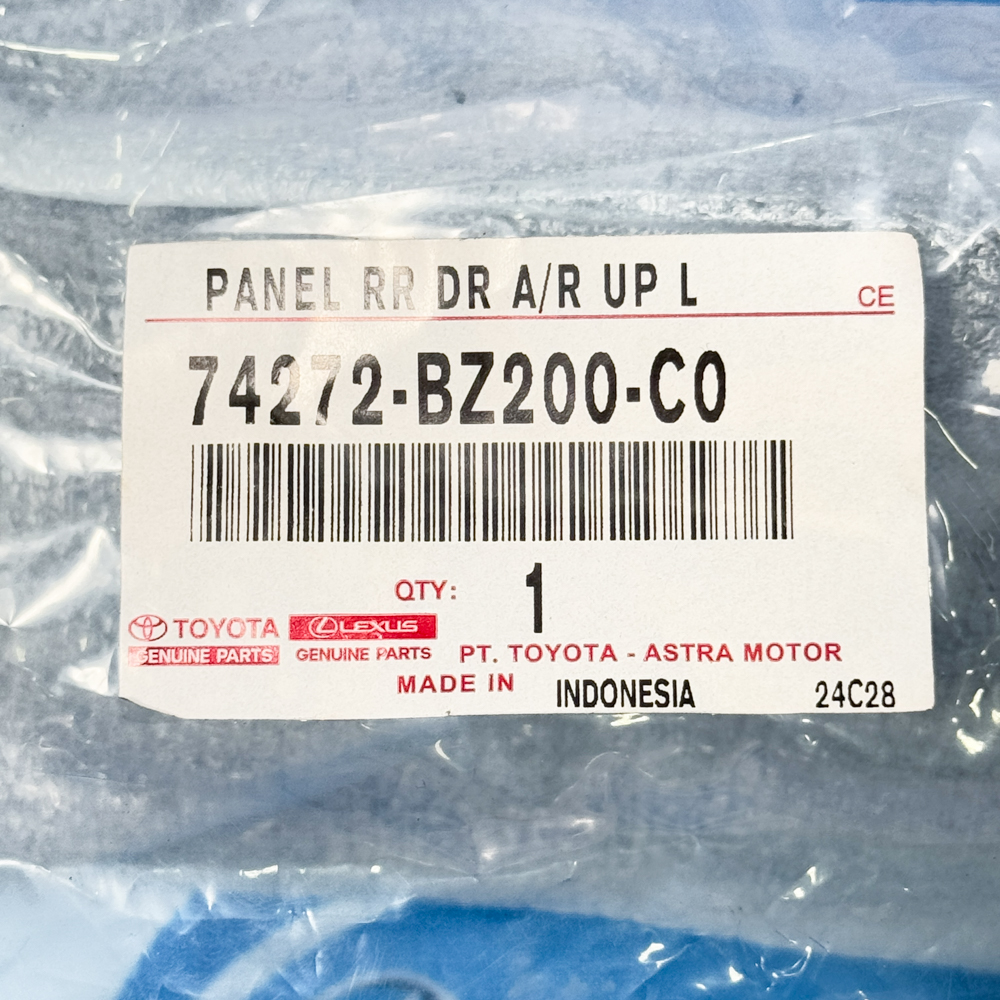 PANEL RR DR A/R UP L
CE
74272-BZ200-C0
QTY: 1
TOYOTA LEXUS
GENUINE PARTS GENUINE PARTS PT. TOYOTA - ASTRA MOTOR
MADE IN INDONESIA 24C28